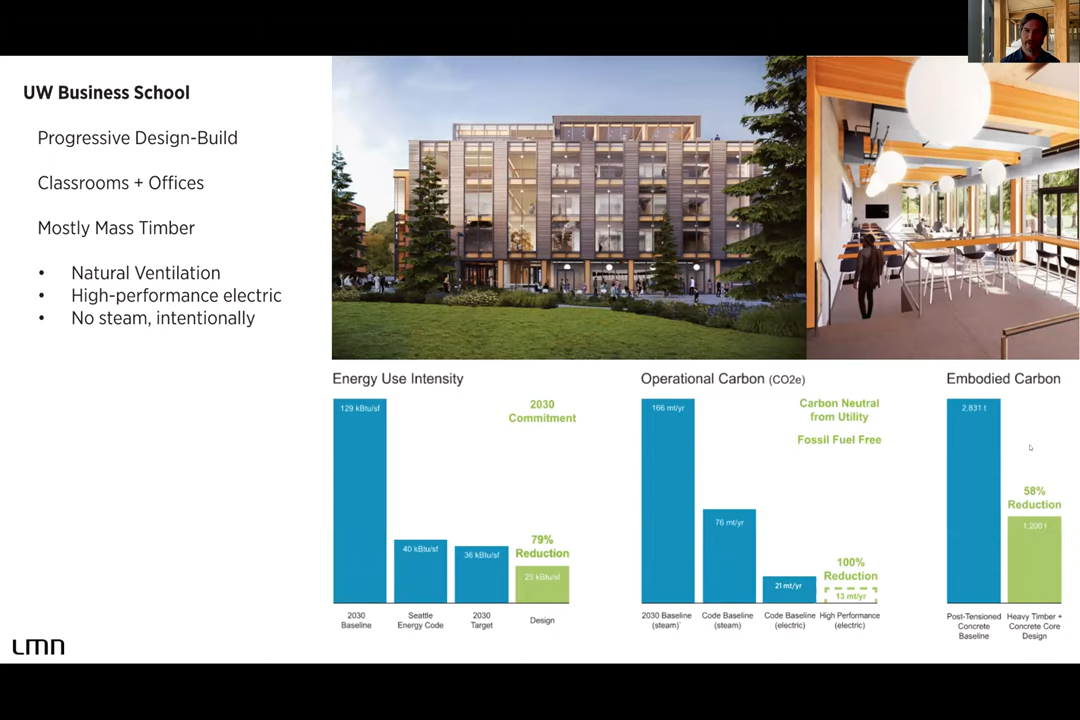 UW Business School
Progressive Design-Build
Classrooms + Offices
Mostly Mass Timber
• Natural Ventilation
• High-performance electric
• No steam, intentionally
Energy Use Intensity
129 kBtu/sf
40 kBtu/sf
36 kBtu/sf
25 kBtu/sf
2030
Commitment
79%
Reduction
2030
Baseline
Seattle
Energy Code
2030
Target
Design
Operational Carbon (CO2e)
166 mt/yr
76 mt/yr
21 mt/yr
13 mt/yr
Carbon Neutral
from Utility
Fossil Fuel Free
100%
Reduction
2030 Baseline
(steam)*
Code Baseline
(steam)
Code Baseline
(electric)
High Performance
(electric)
Embodied Carbon
2,831 t
58%
Reduction
1,200 t
Post-Tensioned
Concrete
Baseline
Heavy Timber +
Concrete Core
Design
LMN